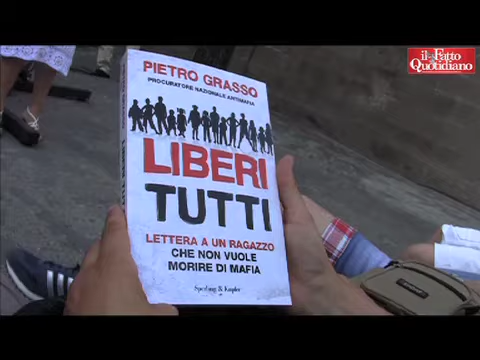 il Fatto
Quotidiano
PIETRO GRASSO
PROCURATORE NAZIONALE ANTIMAFIA
LIBERI
TUTTI
LETTERA A UN RAGAZZO
CHE NON VUOLE
MORIRE DI MAFIA
Sperling & Kupfer